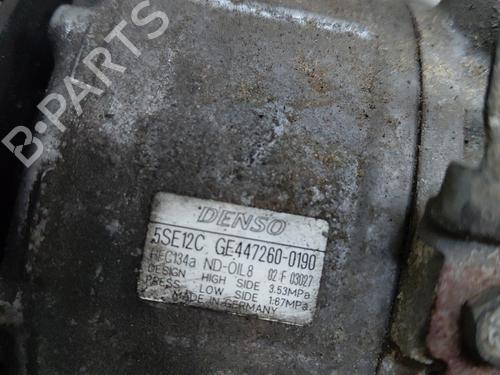 B-PARTS
DENSO
5SE12C GE447260-0190
HFC134a ND-OIL8 02 F 03027
DESIGN HIGH SIDE 3.53MPa
PRESS. LOW SIDE 1.67MPa
MADE IN GERMANY